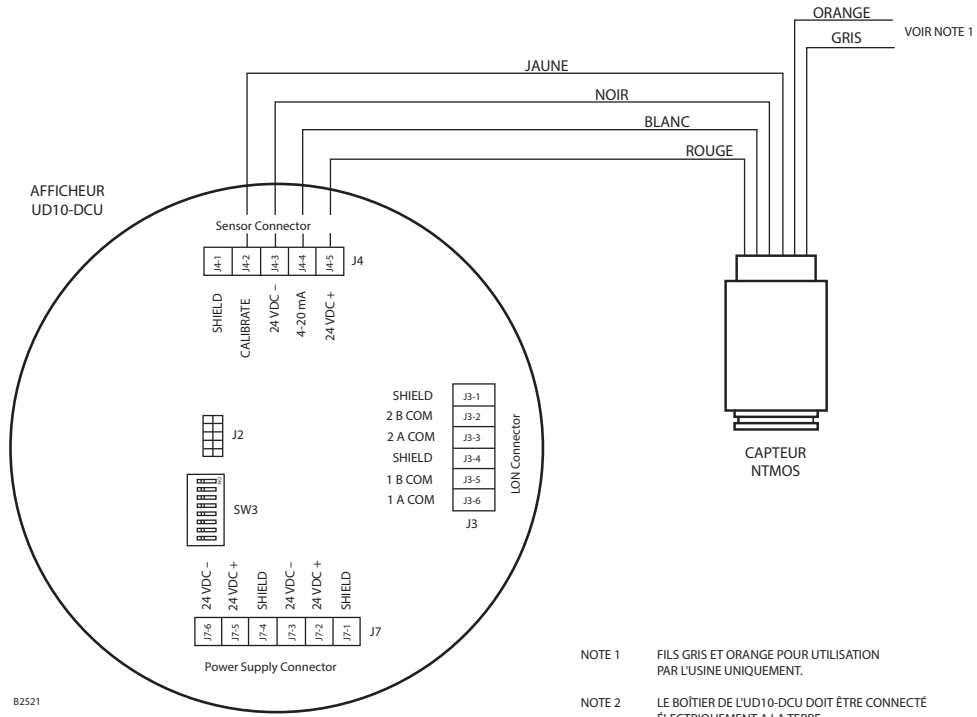 ORANGE
VOIR NOTE 1
GRIS
JAUNE
NOIR
BLANC
ROUGE
AFFICHEUR
UD10-DCU
Sensor Connector
J4-1
J4-2
J4-3
J4-4
J4-5
J4
SHIELD
CALIBRATE
24 VDC –
4-20 mA
24 VDC +
SHIELD
J3-1
2 B COM
J3-2
2 A COM
J3-3
SHIELD
J3-4
1 B COM
J3-5
1 A COM
J3-6
LON Connector
J3
J2
SW3
CAPTEUR
NTMOS
24 VDC –
24 VDC +
SHIELD
24 VDC –
24 VDC +
SHIELD
J7-6
J7-5
J7-4
J7-3
J7-2
J7-1
J7
Power Supply Connector
NOTE 1 FILS GRIS ET ORANGE POUR UTILISATION
PAR L'USINE UNIQUEMENT.
NOTE 2 LE BOÎTIER DE L'UD10-DCU DOIT ÊTRE CONNECTÉ
ÉLECTRIQUEMENT A LA TERRE
B2521